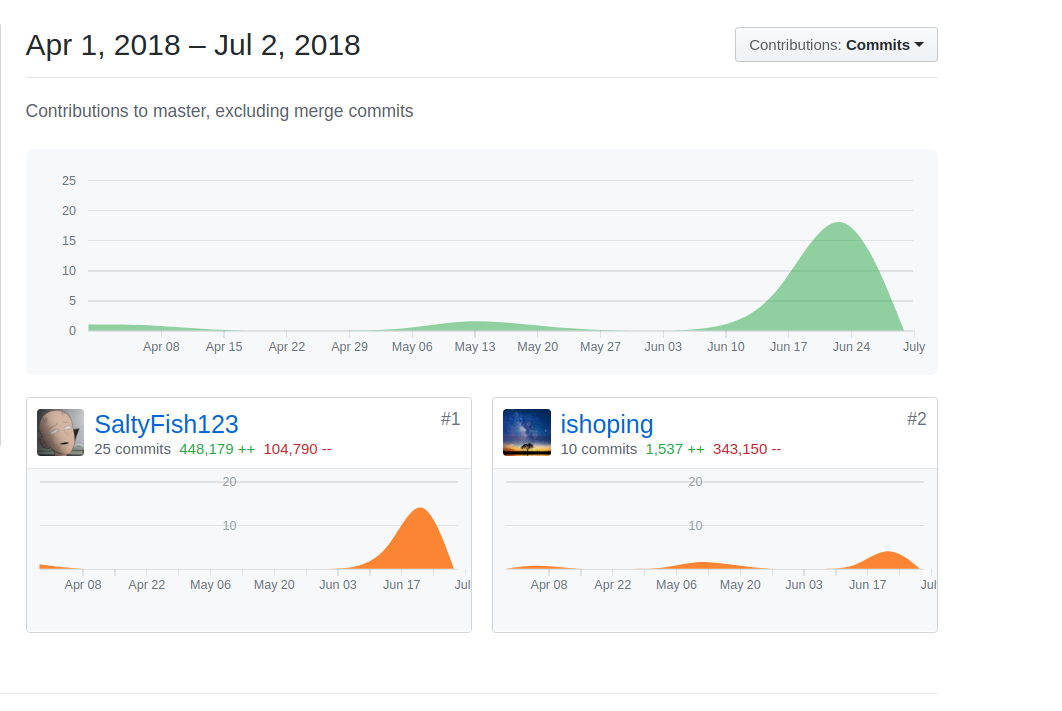 Apr 1, 2018 – Jul 2, 2018
Contributions: Commits
Contributions to master, excluding merge commits
25
20
15
10
5
0
Apr 08 Apr 15 Apr 22 Apr 29 May 06 May 13 May 20 May 27 Jun 03 Jun 10 Jun 17 Jun 24 July
SaltyFish123 #1
25 commits 448,179 ++ 104,790 --
20
10
Apr 08 Apr 22 May 06 May 20 Jun 03 Jun 17 Jul
ishoping #2
10 commits 1,537 ++ 343,150 --
20
10
Apr 08 Apr 22 May 06 May 20 Jun 03 Jun 17 Jul